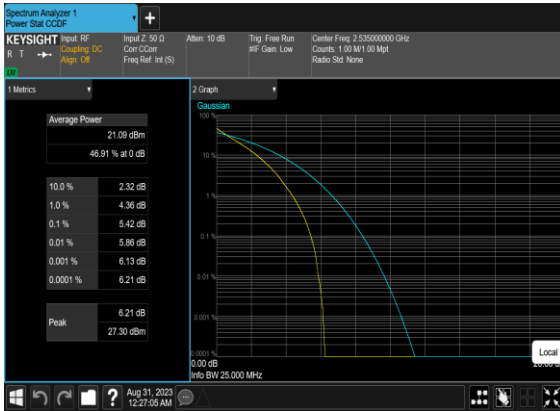 Spectrum Analyzer 1
Power Stat CCDF
KEYSIGHT
R T
LV
Input: RF
Coupling: DC
Align: Off
Input Z: 50 Ω
Corr CCorr
Freq Ref: Int (S)
Atten: 10 dB
Trig: Free Run
#IF Gain: Low
Center Freq: 2.535000000 GHz
Counts: 1.00 M/1.00 Mpt
Radio Std: None
1 Metrics
Average Power
21.09 dBm
46.91 % at 0 dB
10.0 % 2.32 dB
1.0 % 4.36 dB
0.1 % 5.42 dB
0.01 % 5.86 dB
0.001 % 6.13 dB
0.0001 % 6.21 dB
Peak
6.21 dB
27.30 dBm
2 Graph
Gaussian
100 %
10 %
1 %
0.1 %
0.01 %
0.001 %
0.0001 %
0.00 dB
Info BW 25.000 MHz
Local
Aug 31, 2023
12:27:05 AM